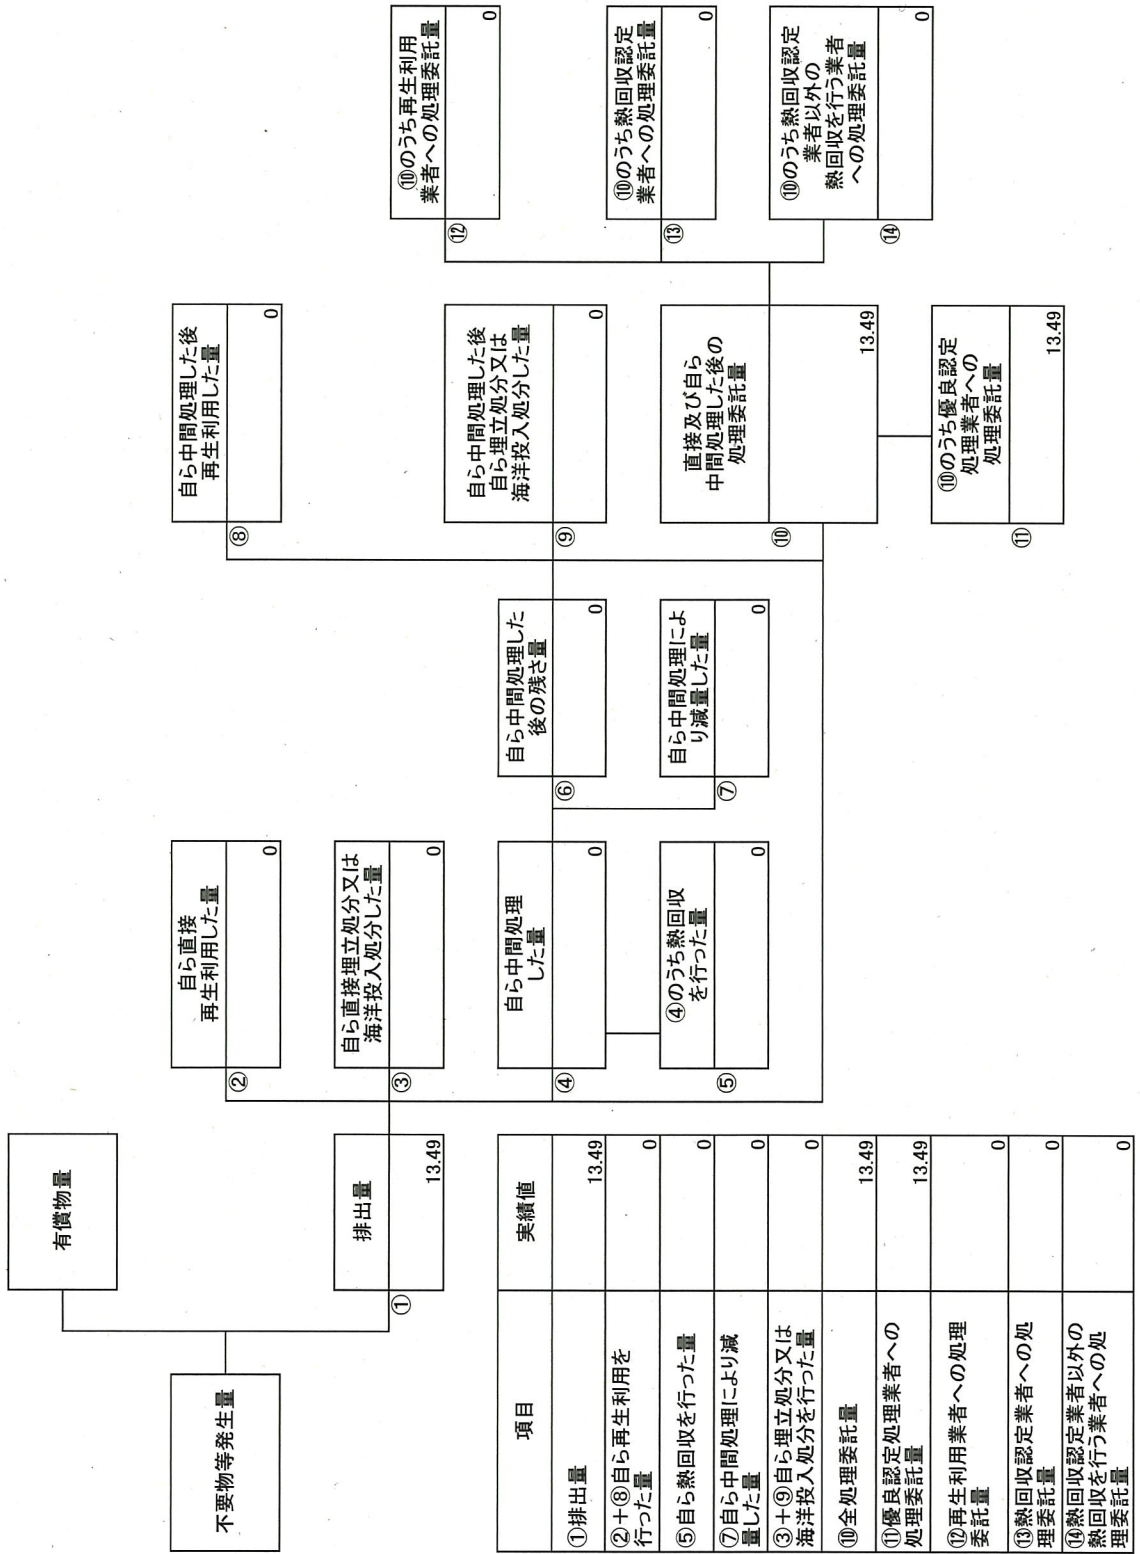 不要物等発生量
有償物量
排出量
①
13.49
自ら直接
再生利用した量
②
0
自ら直接埋立処分又は
海洋投入処分した量
③
0
自ら中間処理
した量
④
0
④のうち熱回収
を行った量
⑤
0
自ら中間処理した
後の残さ量
⑥
0
自ら中間処理によ
り減量した量
⑦
0
自ら中間処理した後
再生利用した量
⑧
0
自ら中間処理した後
自ら埋立処分又は
海洋投入処分した量
⑨
0
直接及び自ら
中間処理した後の
処理委託量
⑩
13.49
⑩のうち優良認定
処理業者への
処理委託量
⑪
13.49
⑩のうち再生利用
業者への処理委託量
⑫
0
⑩のうち熱回収認定
業者への処理委託量
⑬
0
⑩のうち熱回収認定
業者以外の
熱回収を行う業者
への処理委託量
⑭
0
項目 実績値
①排出量 13.49
②+⑧自ら再生利用を
行った量 0
⑤自ら熱回収を行った量 0
⑦自ら中間処理により減
量した量 0
③+⑨自ら埋立処分又は
海洋投入処分を行った量 0
⑩全処理委託量 13.49
⑪優良認定処理業者への
処理委託量 13.49
⑫再生利用業者への処理
委託量 0
⑬熱回収認定業者への処
理委託量 0
⑭熱回収認定業者以外の
熱回収を行う業者への処
理委託量 0